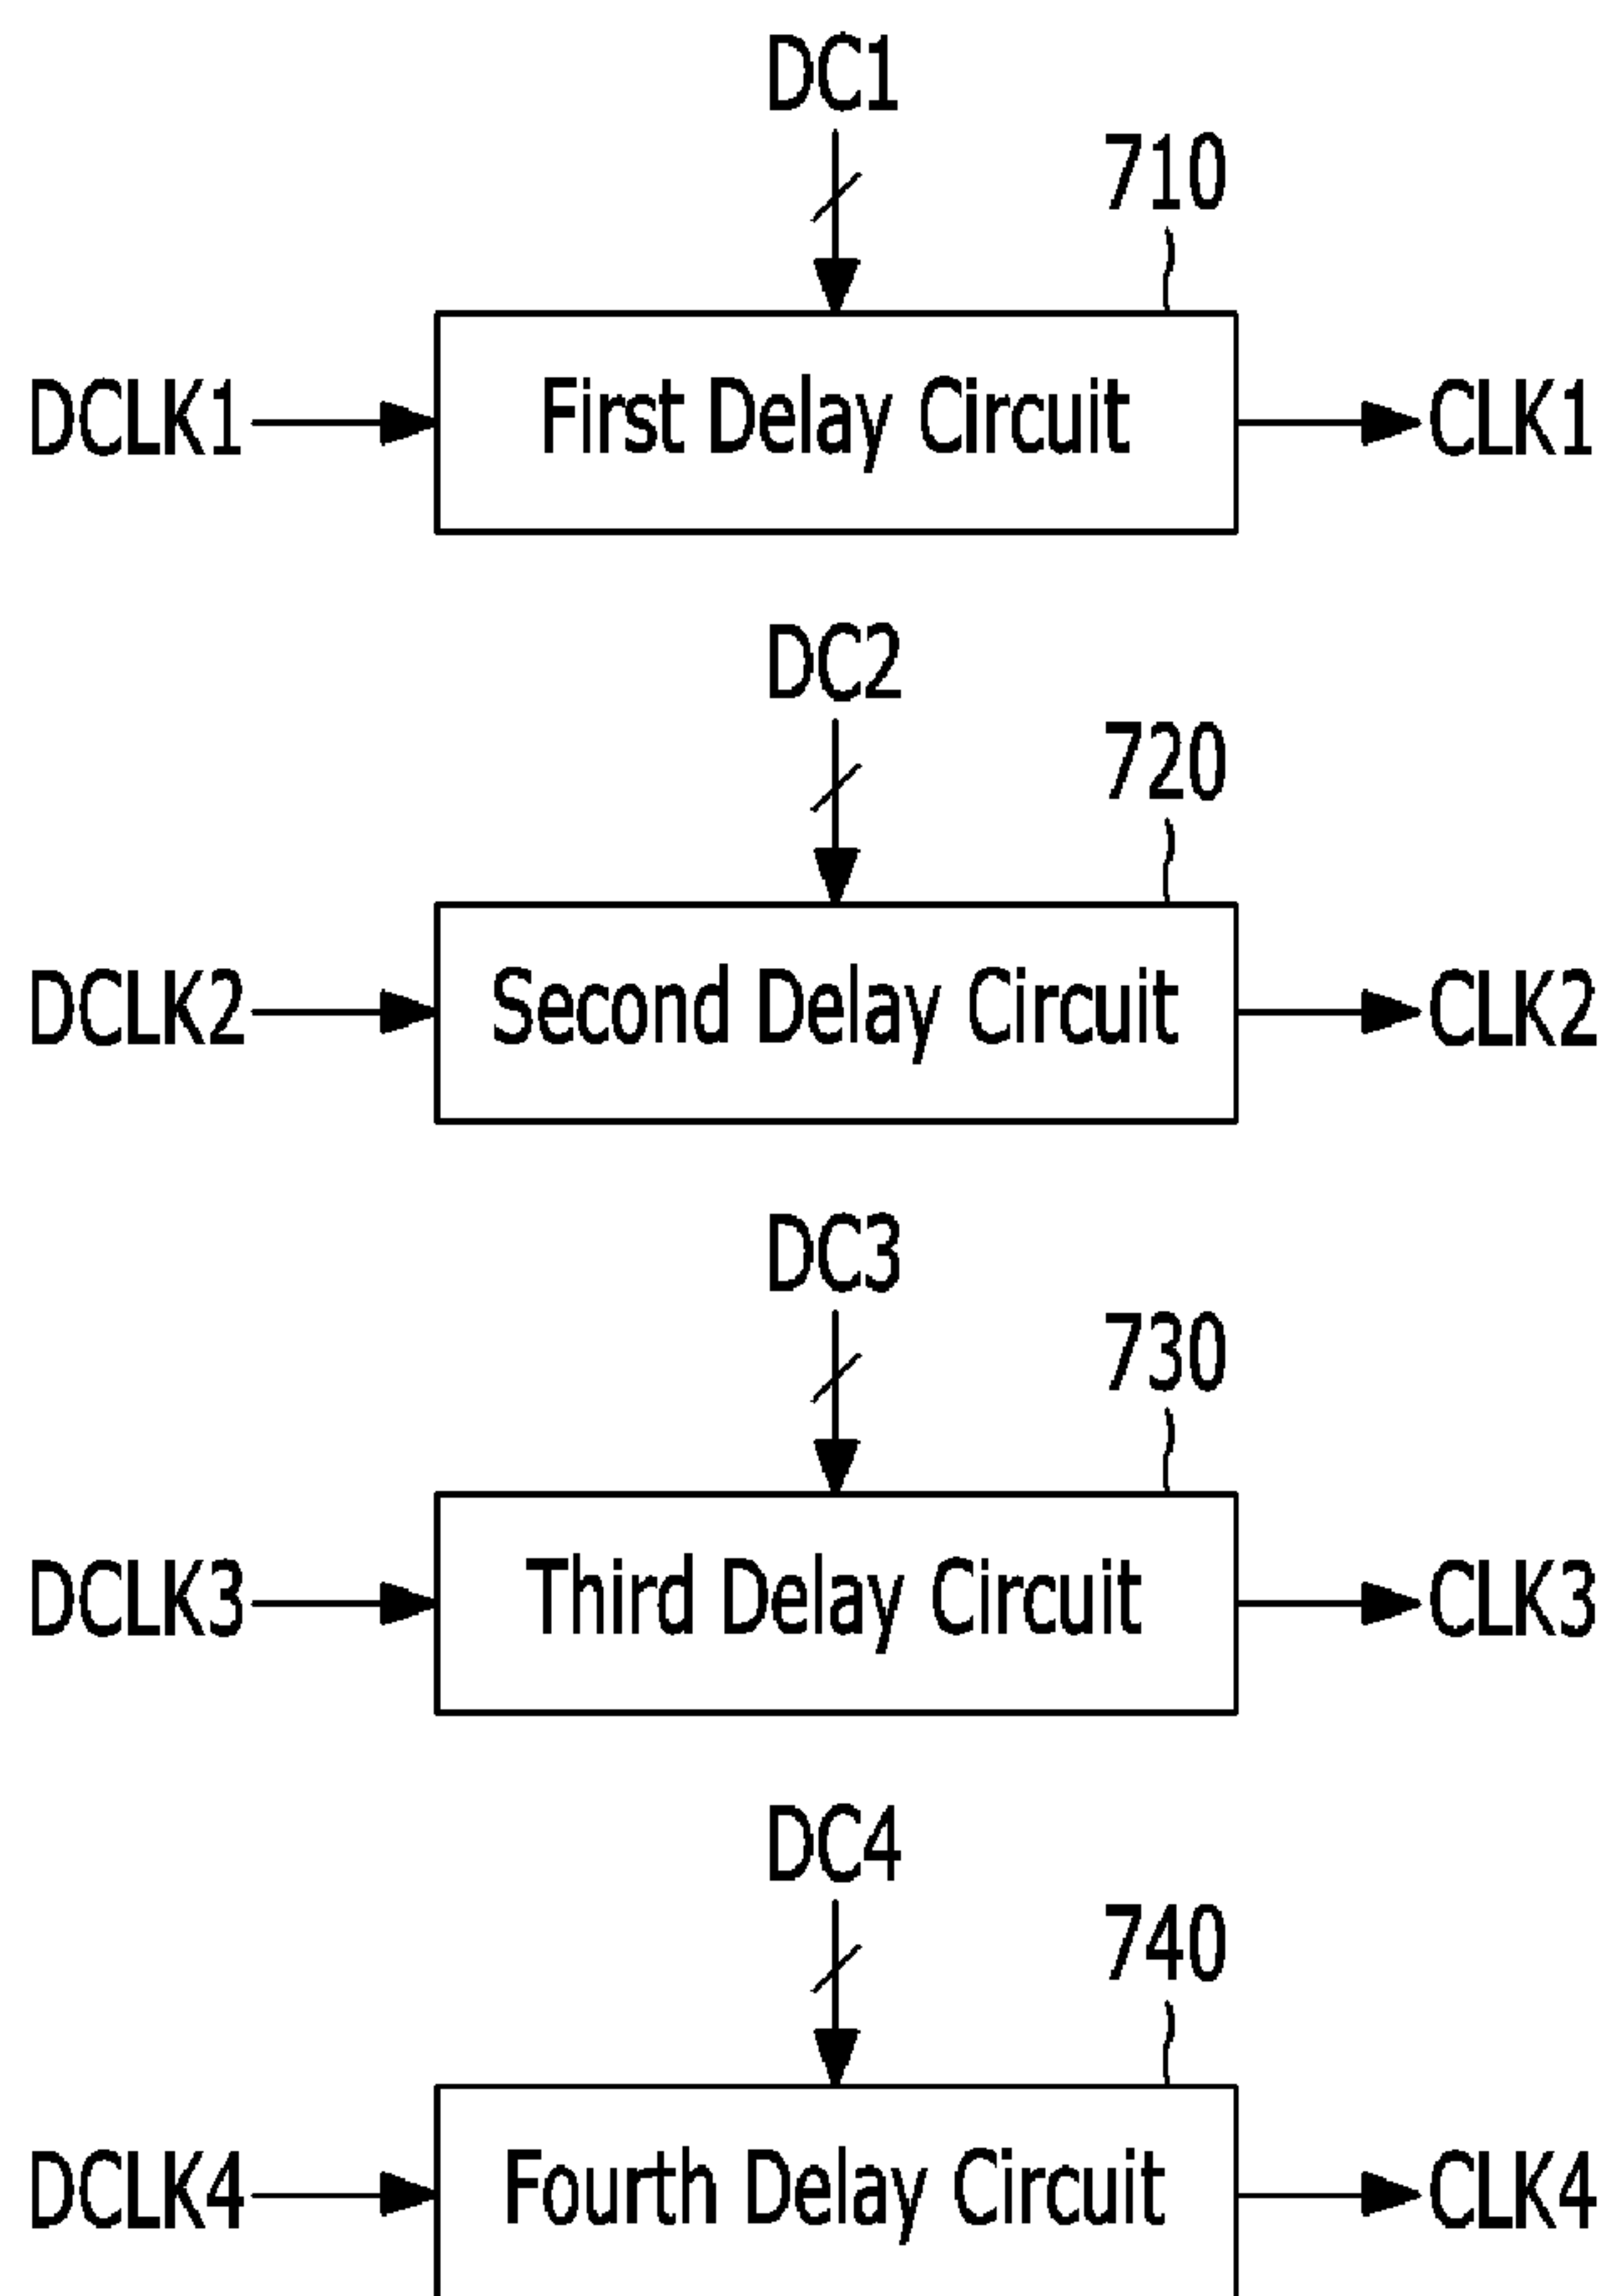 DC1
710
DCLK1 First Delay Circuit CLK1
DC2
720
DCLK2 Second Delay Circuit CLK2
DC3
730
DCLK3 Third Delay Circuit CLK3
DC4
740
DCLK4 Fourth Delay Circuit CLK4